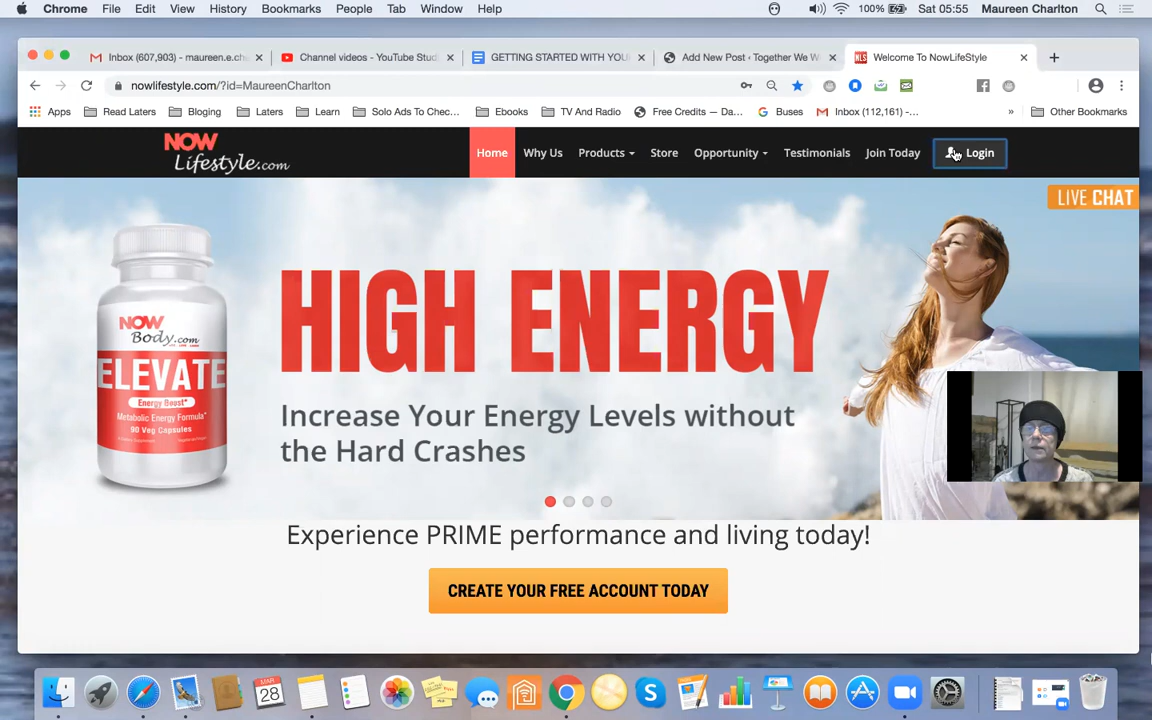 Chrome File Edit View History Bookmarks People Tab Window Help 100% Sat 05:55 Maureen Charlton
Inbox (607,903) - maureen.e.c
Channel videos - YouTube Stud
GETTING STARTED WITH YOU
Add New Post ‹ Together We W
Welcome To NowLifeStyle
nowlifestyle.com/?id=MaureenCharlton
Apps Read Laters Bloging Laters Learn Solo Ads To Chec... Ebooks TV And Radio Free Credits — Da... Buses Inbox (112,161) -... » Other Bookmarks
NOW
Lifestyle.com
Home Why Us Products Store Opportunity Testimonials Join Today Login
LIVE CHAT
HIGH ENERGY
Increase Your Energy Levels without
the Hard Crashes
NOW
Body.com
ELEVATE
Energy Boost*
Metabolic Energy Formula*
90 Veg Capsules
Experience PRIME performance and living today!
CREATE YOUR FREE ACCOUNT TODAY
MAR
28